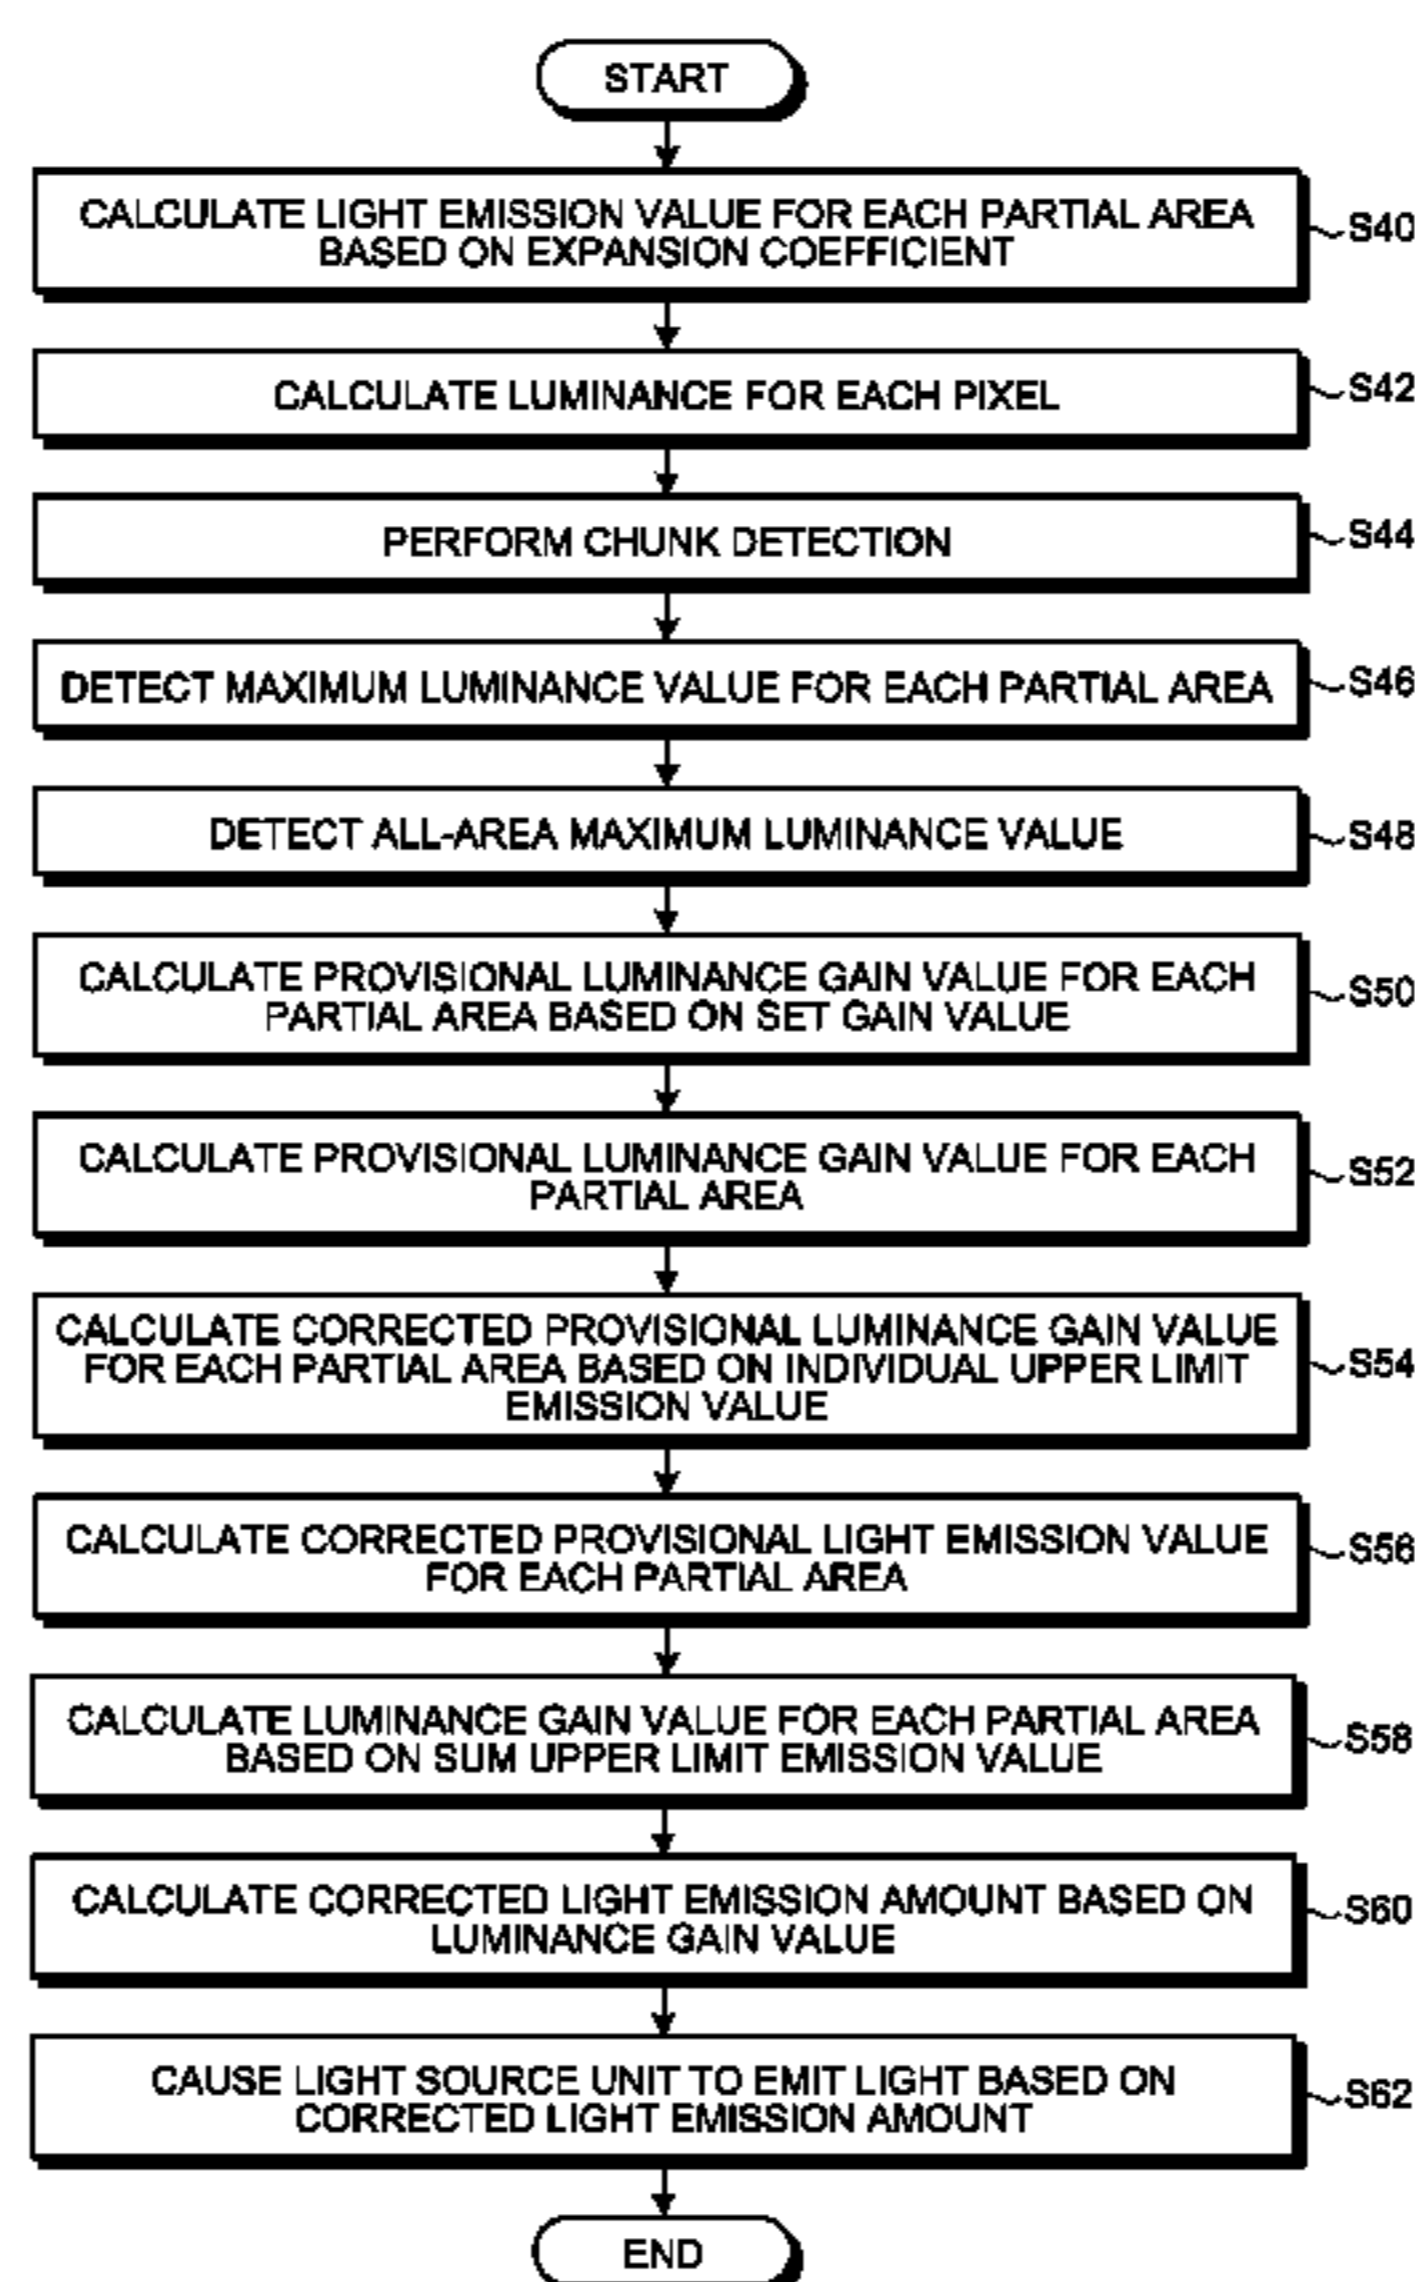 START
CALCULATE LIGHT EMISSION VALUE FOR EACH PARTIAL AREA
BASED ON EXPANSION COEFFICIENT
S40
CALCULATE LUMINANCE FOR EACH PIXEL
S42
PERFORM CHUNK DETECTION
S44
DETECT MAXIMUM LUMINANCE VALUE FOR EACH PARTIAL AREA
S46
DETECT ALL-AREA MAXIMUM LUMINANCE VALUE
S48
CALCULATE PROVISIONAL LUMINANCE GAIN VALUE FOR EACH
PARTIAL AREA BASED ON SET GAIN VALUE
S50
CALCULATE PROVISIONAL LUMINANCE GAIN VALUE FOR EACH
PARTIAL AREA
S52
CALCULATE CORRECTED PROVISIONAL LUMINANCE GAIN VALUE
FOR EACH PARTIAL AREA BASED ON INDIVIDUAL UPPER LIMIT
EMISSION VALUE
S54
CALCULATE CORRECTED PROVISIONAL LIGHT EMISSION VALUE
FOR EACH PARTIAL AREA
S56
CALCULATE LUMINANCE GAIN VALUE FOR EACH PARTIAL AREA
BASED ON SUM UPPER LIMIT EMISSION VALUE
S58
CALCULATE CORRECTED LIGHT EMISSION AMOUNT BASED ON
LUMINANCE GAIN VALUE
S60
CAUSE LIGHT SOURCE UNIT TO EMIT LIGHT BASED ON
CORRECTED LIGHT EMISSION AMOUNT
S62
END